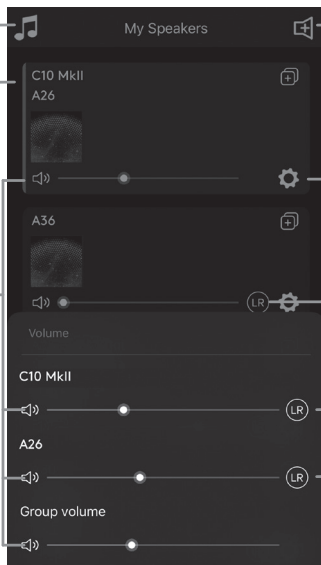 My Speakers
C10 MkII
A26
A36
LR
Volume
C10 MkII
LR
A26
LR
Group volume